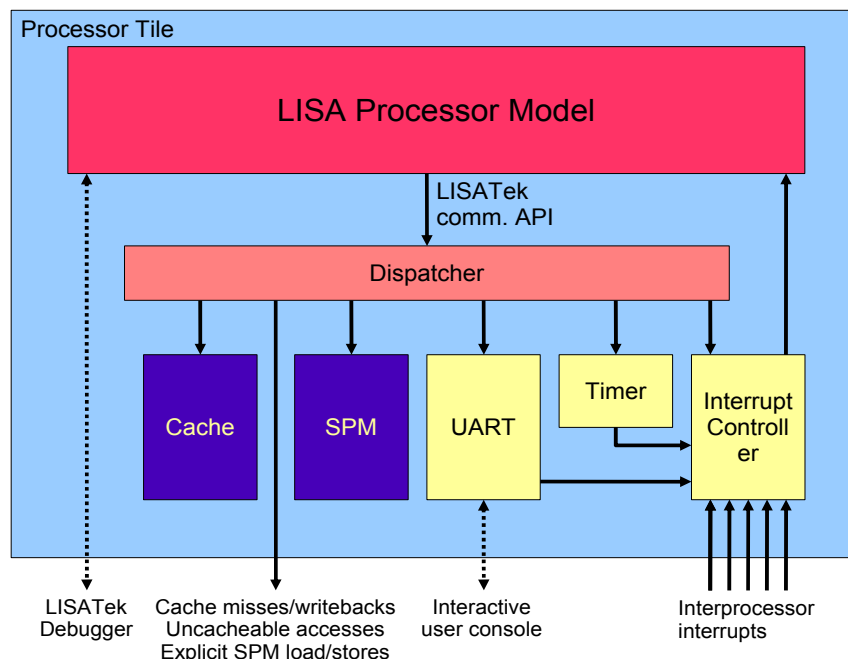 Processor Tile
LISA Processor Model
LISATek
comm. API
Dispatcher
Cache
SPM
UART
Timer
Interrupt
Controll
er
LISATek
Debugger
Cache misses/writebacks
Uncacheable accesses
Explicit SPM load/stores
Interactive
user console
Interprocessor
interrupts